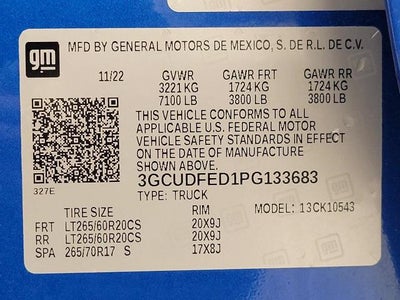 gm MFD BY GENERAL MOTORS DE MEXICO, S. DE R.L. DE C.V.
11/22 GVWR GAWR FRT GAWR RR
3221 KG 1724 KG 1724 KG
7100 LB 3800 LB 3800 LB
THIS VEHICLE CONFORMS TO ALL APPLICABLE
U.S. FEDERAL MOTOR
VEHICLE SAFETY STANDARDS IN EFFECT
ON THE DATE OF MANUFACTURE
SHOWN ABOVE.
327E
3GCUDFED1PG133683
TYPE: TRUCK
TIRE SIZE RIM MODEL: 13CK10543
FRT LT265/60R20CS 20X9J
RR LT265/60R20CS 20X9J
SPA 265/70R17 S 17X8J